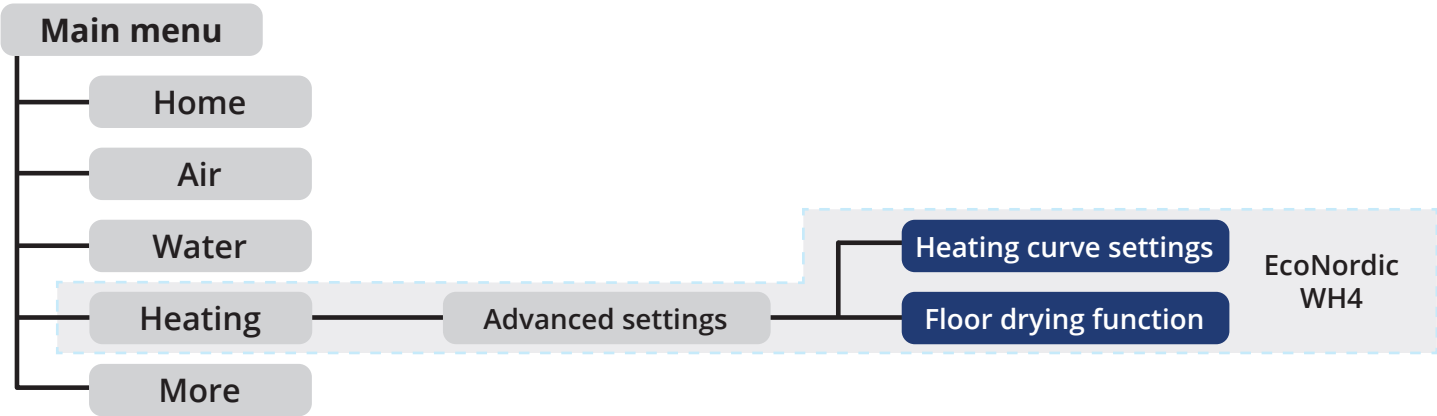 Main menu
Home
Air
Water
Heating curve settings
EcoNordic
WH4
Heating
Advanced settings
Floor drying function
More